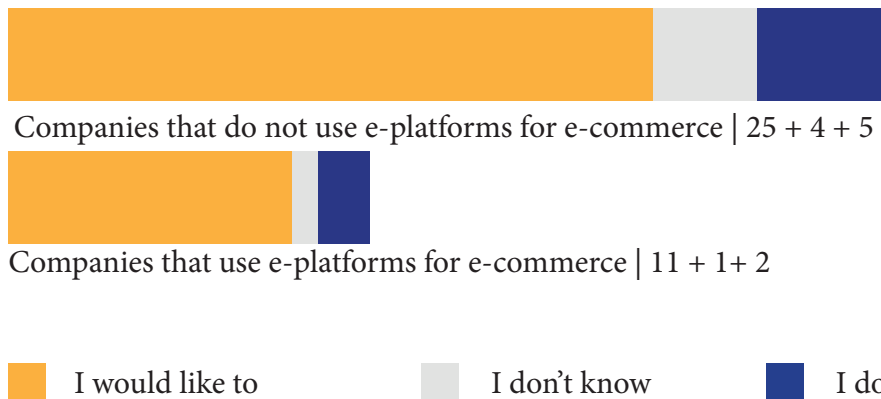 Companies that do not use e-platforms for e-commerce | 25 + 4 + 5
Companies that use e-platforms for e-commerce | 11 + 1+ 2
I would like to
I don't know
I